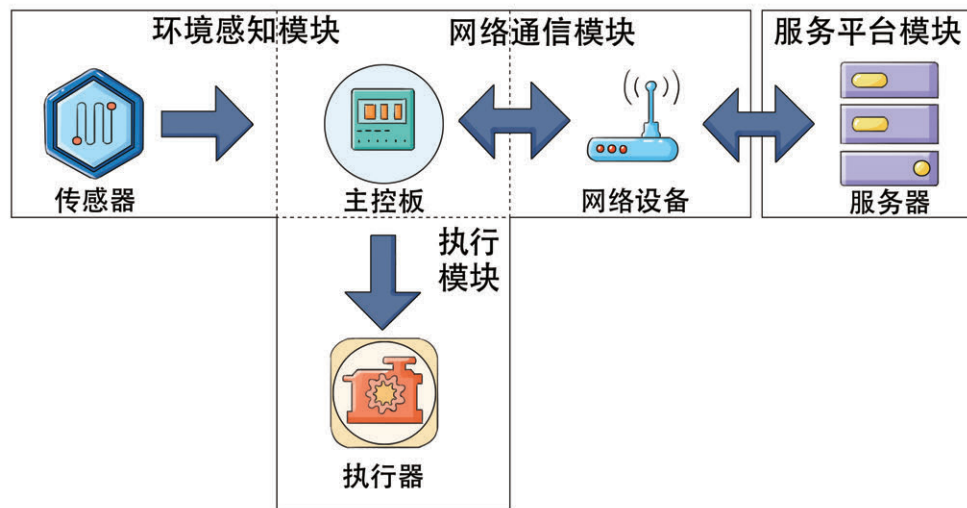 环境感知模块
网络通信模块
服务平台模块
传感器
主控板
网络设备
服务器
执行
模块
执行器